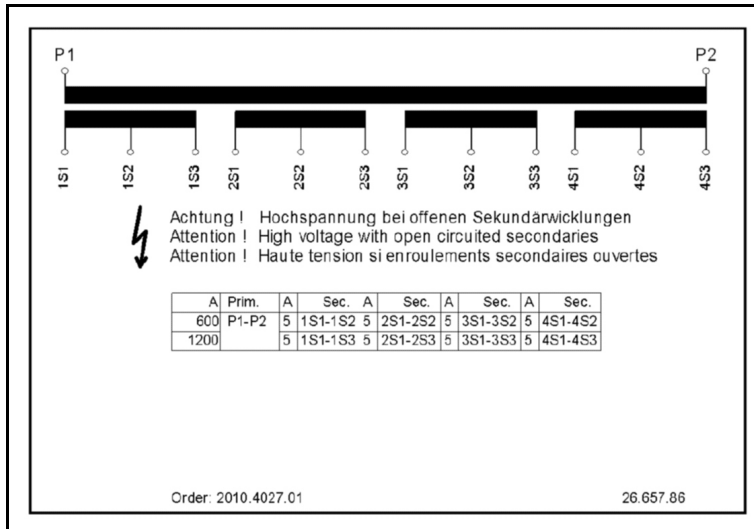 P1 P2
1S1 1S2 1S3 2S1 2S2 2S3 3S1 3S2 3S3 4S1 4S2 4S3
Achtung ! Hochspannung bei offenen Sekundärwicklungen
Attention ! High voltage with open circuited secondaries
Attention ! Haute tension si enroulements secondaires ouvertes
A Prim. A Sec. A Sec. A Sec. A Sec.
600 P1-P2 5 1S1-1S2 5 2S1-2S2 5 3S1-3S2 5 4S1-4S2
1200 5 1S1-1S3 5 2S1-2S3 5 3S1-3S3 5 4S1-4S3
Order: 2010.4027.01 26.657.86